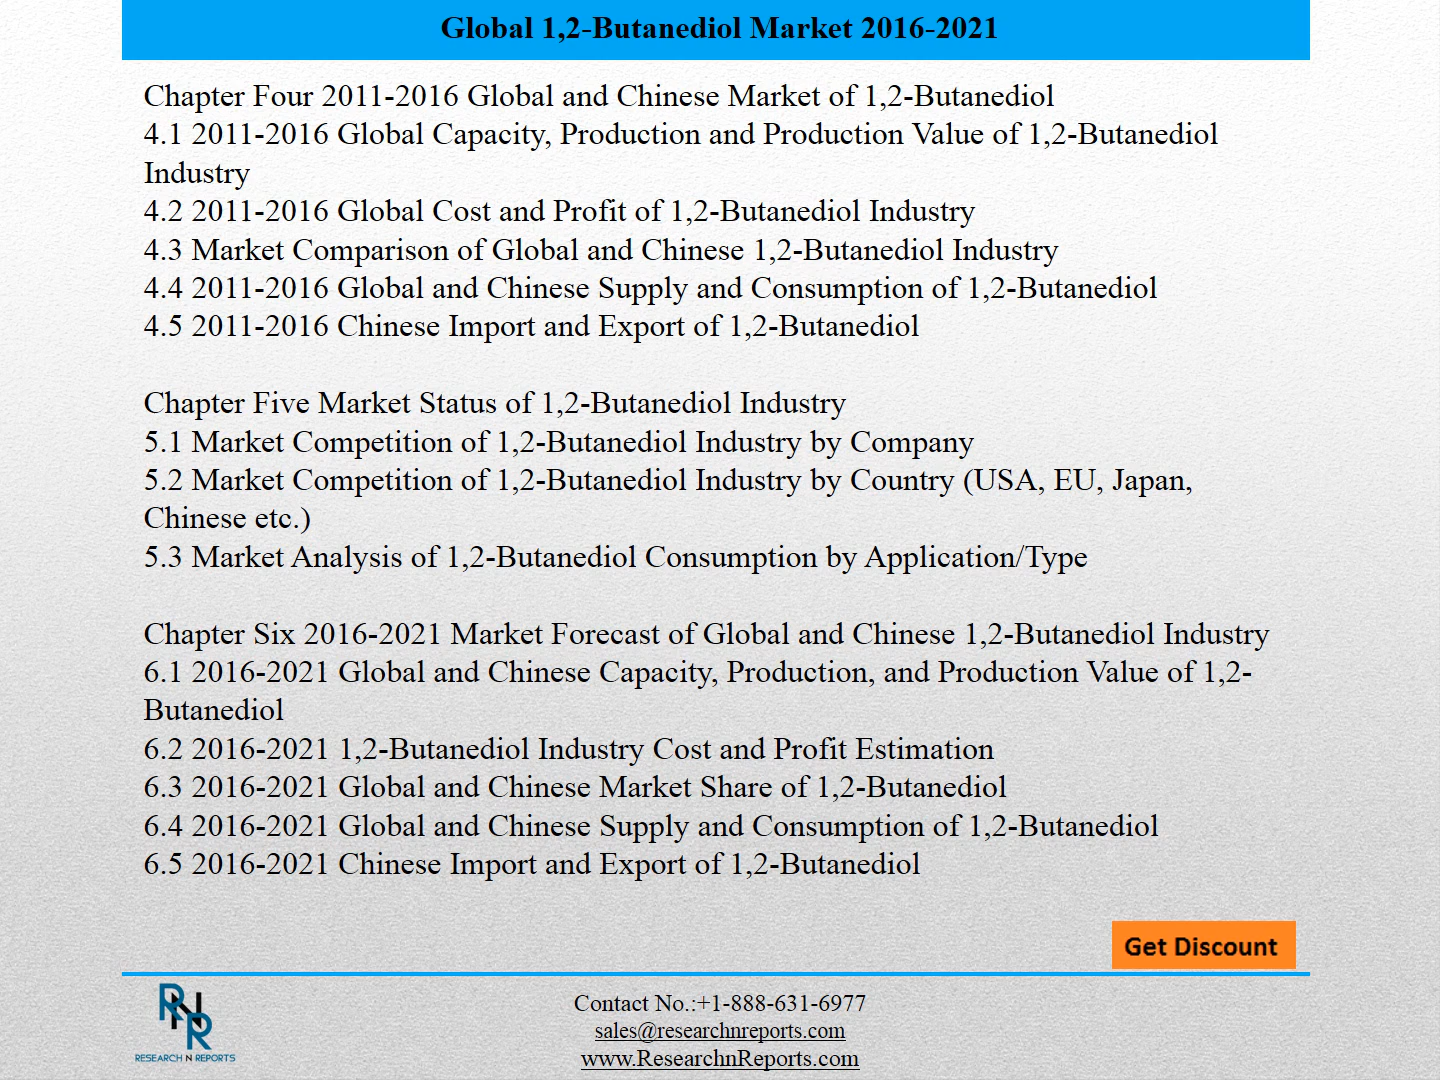 Global 1,2-Butanediol Market 2016-2021
Chapter Four 2011-2016 Global and Chinese Market of 1,2-Butanediol
4.1 2011-2016 Global Capacity, Production and Production Value of 1,2-Butanediol
Industry
4.2 2011-2016 Global Cost and Profit of 1,2-Butanediol Industry
4.3 Market Comparison of Global and Chinese 1,2-Butanediol Industry
4.4 2011-2016 Global and Chinese Supply and Consumption of 1,2-Butanediol
4.5 2011-2016 Chinese Import and Export of 1,2-Butanediol
Chapter Five Market Status of 1,2-Butanediol Industry
5.1 Market Competition of 1,2-Butanediol Industry by Company
5.2 Market Competition of 1,2-Butanediol Industry by Country (USA, EU, Japan,
Chinese etc.)
5.3 Market Analysis of 1,2-Butanediol Consumption by Application/Type
Chapter Six 2016-2021 Market Forecast of Global and Chinese 1,2-Butanediol Industry
6.1 2016-2021 Global and Chinese Capacity, Production, and Production Value of 1,2-
Butanediol
6.2 2016-2021 1,2-Butanediol Industry Cost and Profit Estimation
6.3 2016-2021 Global and Chinese Market Share of 1,2-Butanediol
6.4 2016-2021 Global and Chinese Supply and Consumption of 1,2-Butanediol
6.5 2016-2021 Chinese Import and Export of 1,2-Butanediol
Get Discount
RNR
RESEARCH N REPORTS
Contact No.:+1-888-631-6977
sales@researchnreports.com
www.ResearchnReports.com